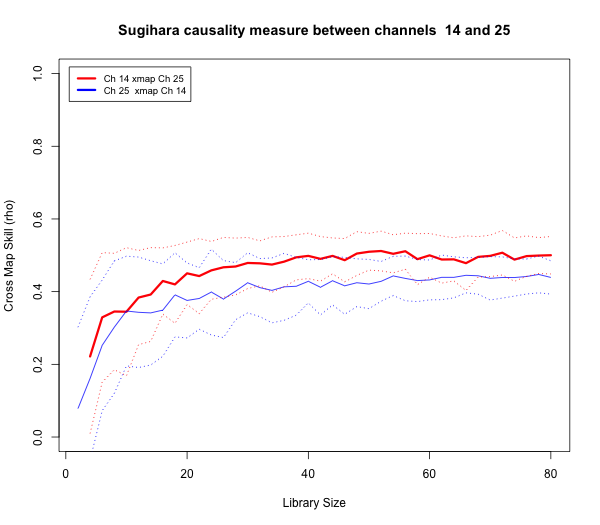 Sugihara causality measure between channels  14 and 25
Ch 14 xmap Ch 25
Ch 25  xmap Ch 14
Cross Map Skill (rho)
1.0
0.8
0.6
0.4
0.2
0.0
0 20 40 60 80
Library Size